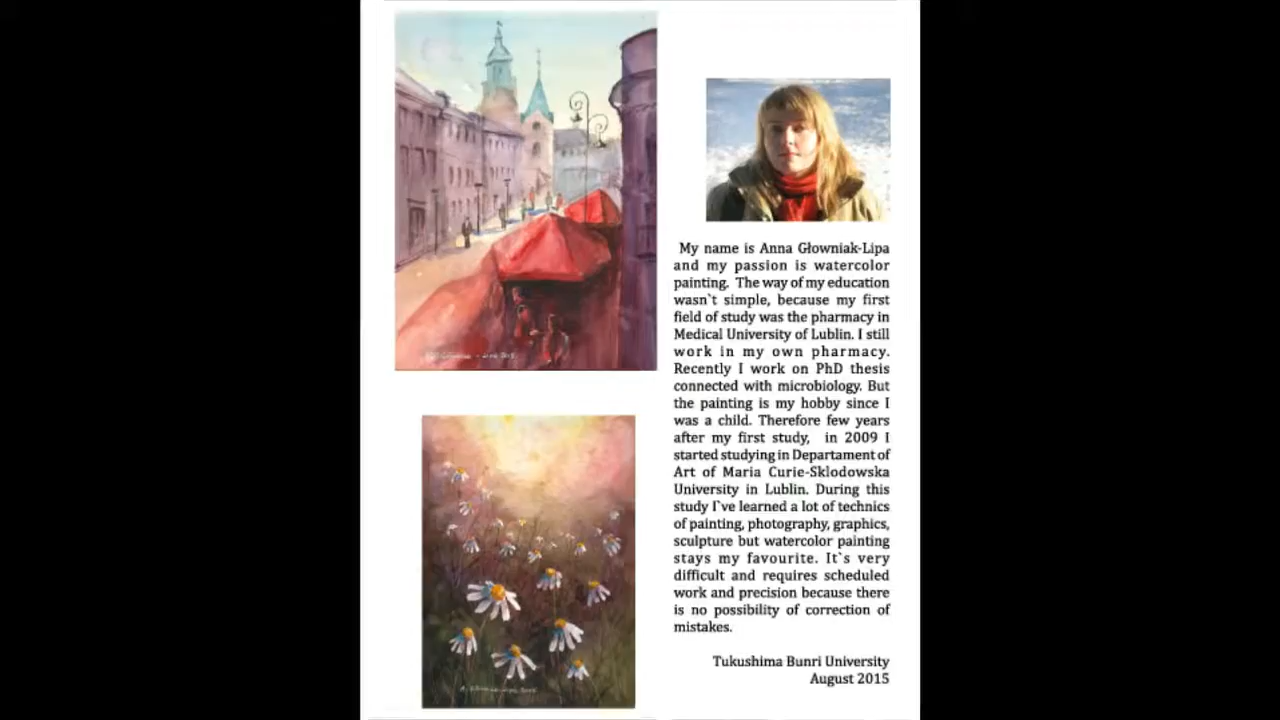 My name is Anna Głowniak-Lipa
and my passion is watercolor
painting. The way of my education
wasn`t simple, because my first
field of study was the pharmacy in
Medical University of Lublin. I still
work in my own pharmacy.
Recently I work on PhD thesis
connected with microbiology. But
the painting is my hobby since I
was a child. Therefore few years
after my first study, in 2009 I
started studying in Departament of
Art of Maria Curie-Sklodowska
University in Lublin. During this
study I`ve learned a lot of technics
of painting, photography, graphics,
sculpture but watercolor painting
stays my favourite. It`s very
difficult and requires scheduled
work and precision because there
is no possibility of correction of
mistakes.
Tukushima Bunri University
August 2015